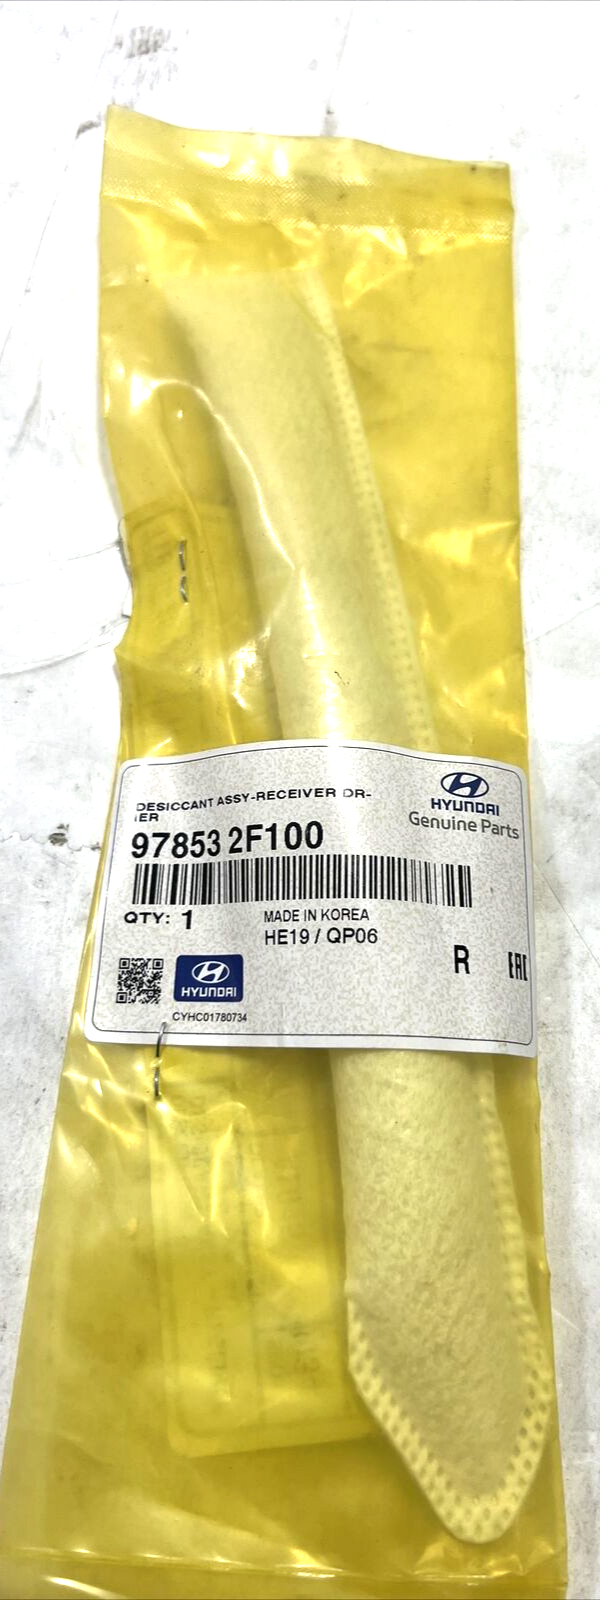 DESICCANT ASSY-RECEIVER DR-
IER
HYUNDAI
Genuine Parts
97853 2F100
QTY: 1
MADE IN KOREA
HE19 / QP06
R
EAC
HYUNDAI
CYHC01780734